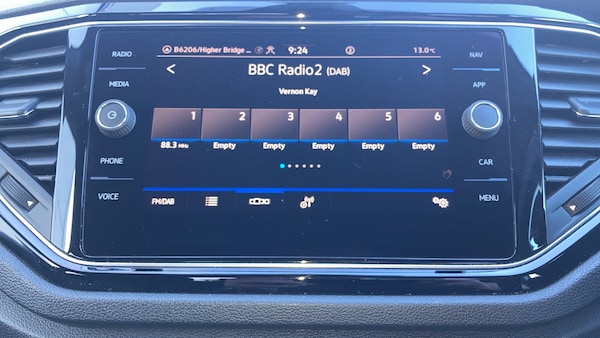 RADIO
MEDIA
PHONE
VOICE
B6206/Higher Bridge ...
9:24
2
13.0°C
< BBC Radio2 (DAB) >
Vernon Kay
1 2 3 4 5 6
88.3 MHz Empty Empty Empty Empty Empty
FM/DAB
NAV
APP
CAR
MENU